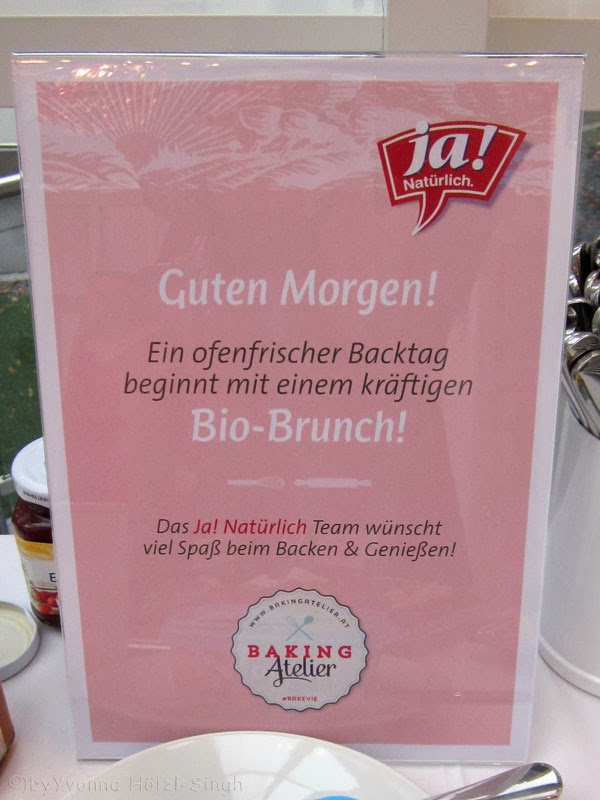 ja!
Natürlich.
Guten Morgen!
Ein ofenfrischer Backtag
beginnt mit einem kräftigen
Bio-Brunch!
Das Ja! Natürlich Team wünscht
viel Spaß beim Backen & Genießen!
WWW.BAKINGATELIER.AT
BAKING
Atelier
#BAKEVIE
©byYvonne Hölzl-Singh